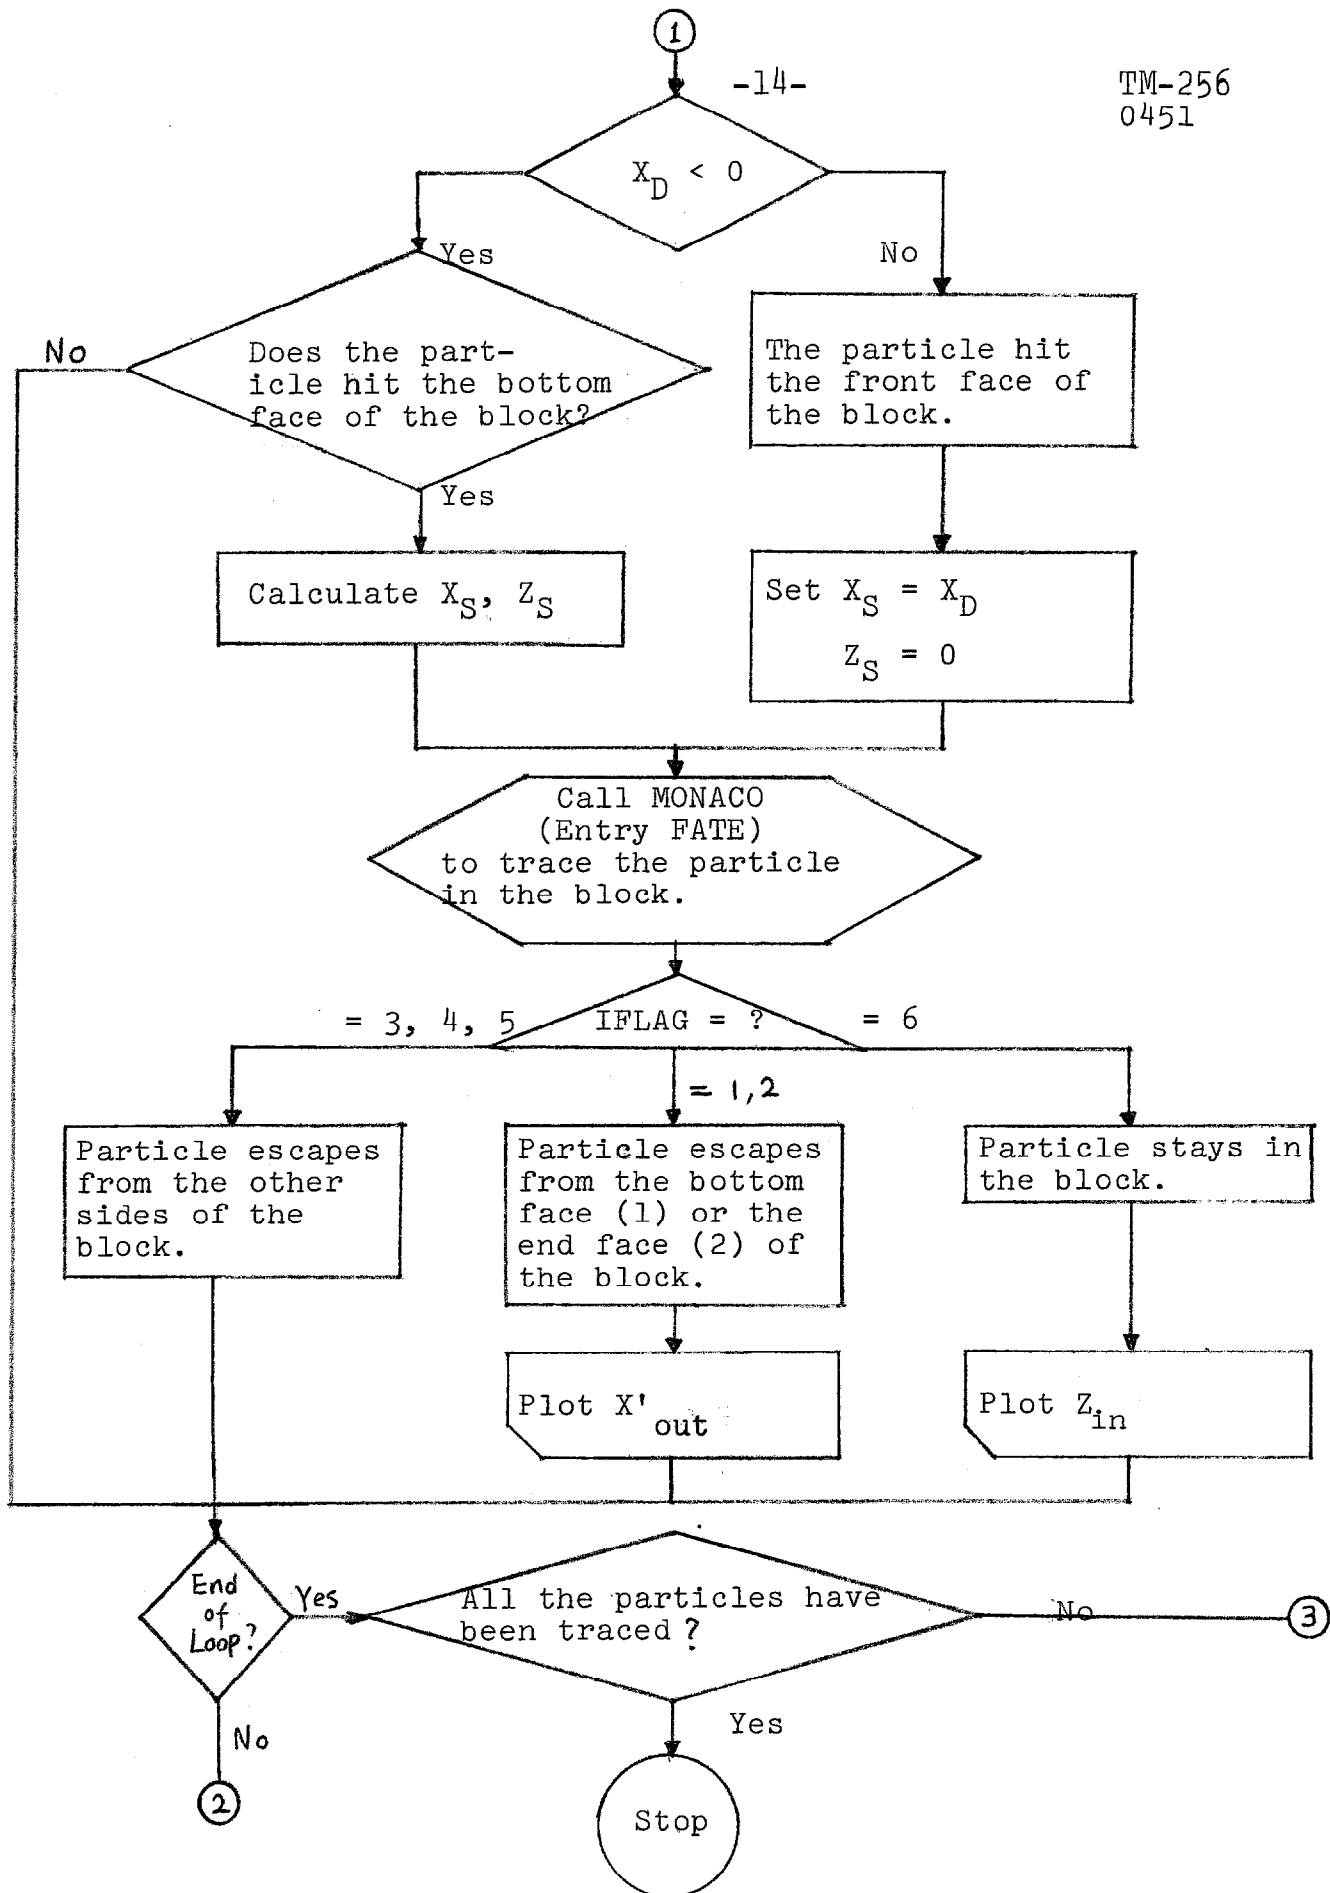 1
-14-
TM-256
0451
X_D < 0
Yes
No
No
Does the part-
icle hit the bottom
face of the block?
The particle hit
the front face of
the block.
Yes
Calculate X_S, Z_S
Set X_S = X_D
Z_S = 0
Call MONACO
(Entry FATE)
to trace the particle
in the block.
= 3, 4, 5
IFLAG = ?
= 6
= 1,2
Particle escapes
from the other
sides of the
block.
Particle escapes
from the bottom
face (1) or the
end face (2) of
the block.
Particle stays in
the block.
Plot X'out
Plot Z_in
End
of
Loop?
Yes
All the particles have
been traced?
No
3
No
Yes
2
Stop